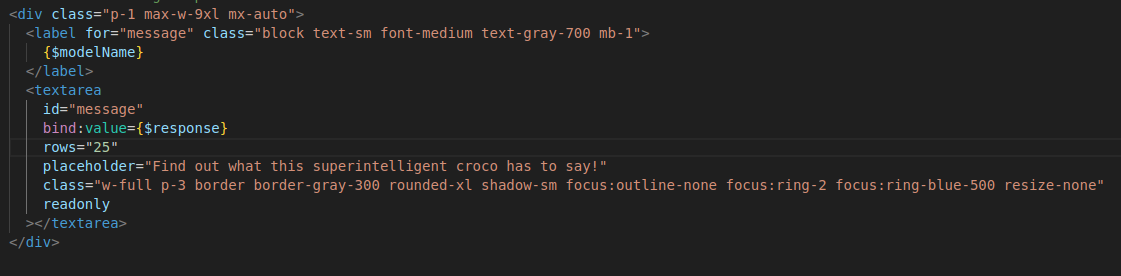 <div class="p-1 max-w-9xl mx-auto">
<label for="message" class="block text-sm font-medium text-gray-700 mb-1">
{$modelName}
</label>
<textarea
id="message"
bind:value={$response}
rows="25"
placeholder="Find out what this superintelligent croco has to say!"
class="w-full p-3 border border-gray-300 rounded-xl shadow-sm focus:outline-none focus:ring-2 focus:ring-blue-500 resize-none"
readonly
></textarea>
</div>